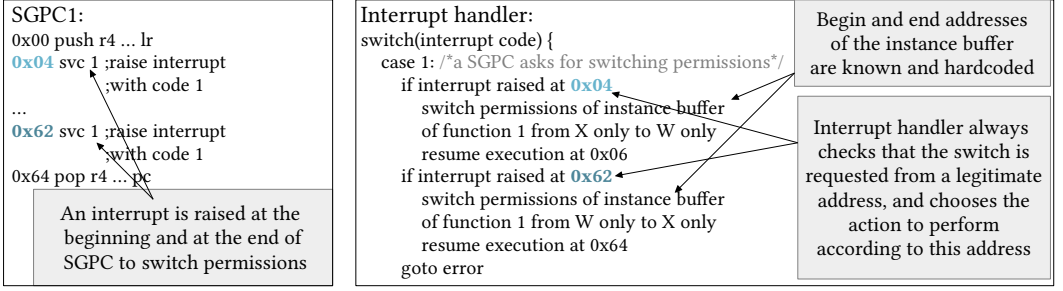 SGPC1:
0x00 push r4 ... lr
0x04 svc 1 ;raise interrupt
;with code 1
...
0x62 svc 1 ;raise interrupt
;with code 1
0x64 pop r4 ... pc
An interrupt is raised at the
beginning and at the end of
SGPC to switch permissions
Interrupt handler:
switch(interrupt code) {
case 1: /*a SGPC asks for switching permissions*/
if interrupt raised at 0x04
switch permissions of instance buffer
of function 1 from X only to W only
resume execution at 0x06
if interrupt raised at 0x62
switch permissions of instance buffer
of function 1 from W only to X only
resume execution at 0x64
goto error
Begin and end addresses
of the instance buffer
are known and hardcoded
Interrupt handler always
checks that the switch is
requested from a legitimate
address, and chooses the
action to perform
according to this address